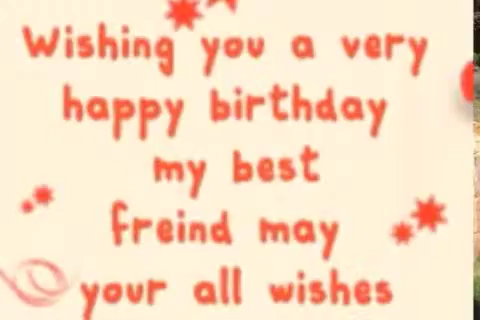 Wishing you a very
happy birthday
my best
freind may
your all wishes